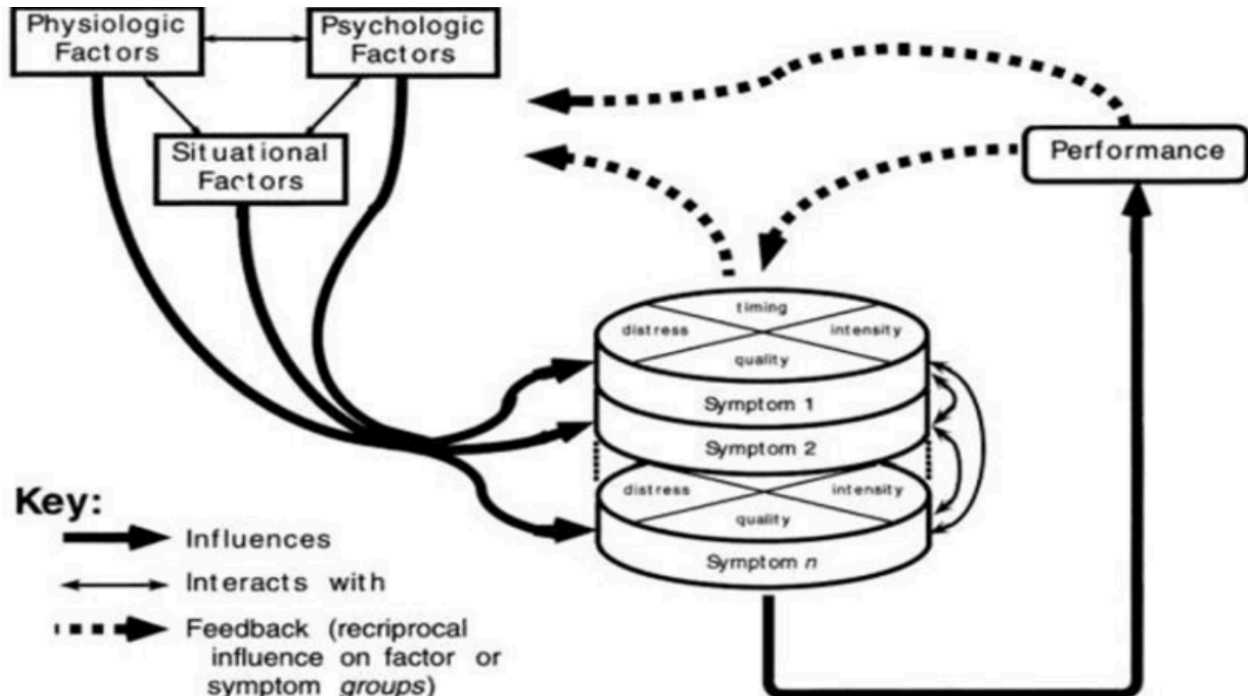 Physiologic
Factors
Psychologic
Factors
Situational
Factors
Performance
timing
distress
intensity
quality
Symptom 1
Symptom 2
distress
intensity
quality
Symptom n
Key:
Influences
Interacts with
Feedback (recriprocal
influence on factor or
symptom groups)